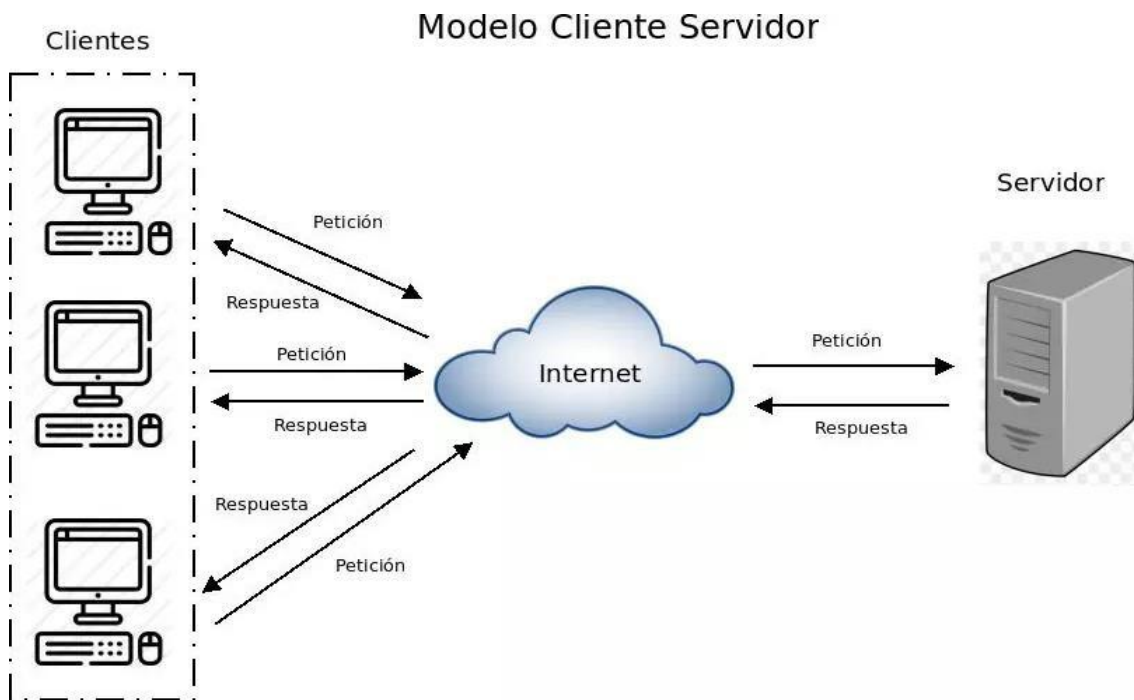 Modelo Cliente Servidor
Clientes
Servidor
Petición
Respuesta
Petición
Respuesta
Internet
Petición
Respuesta
Respuesta
Petición